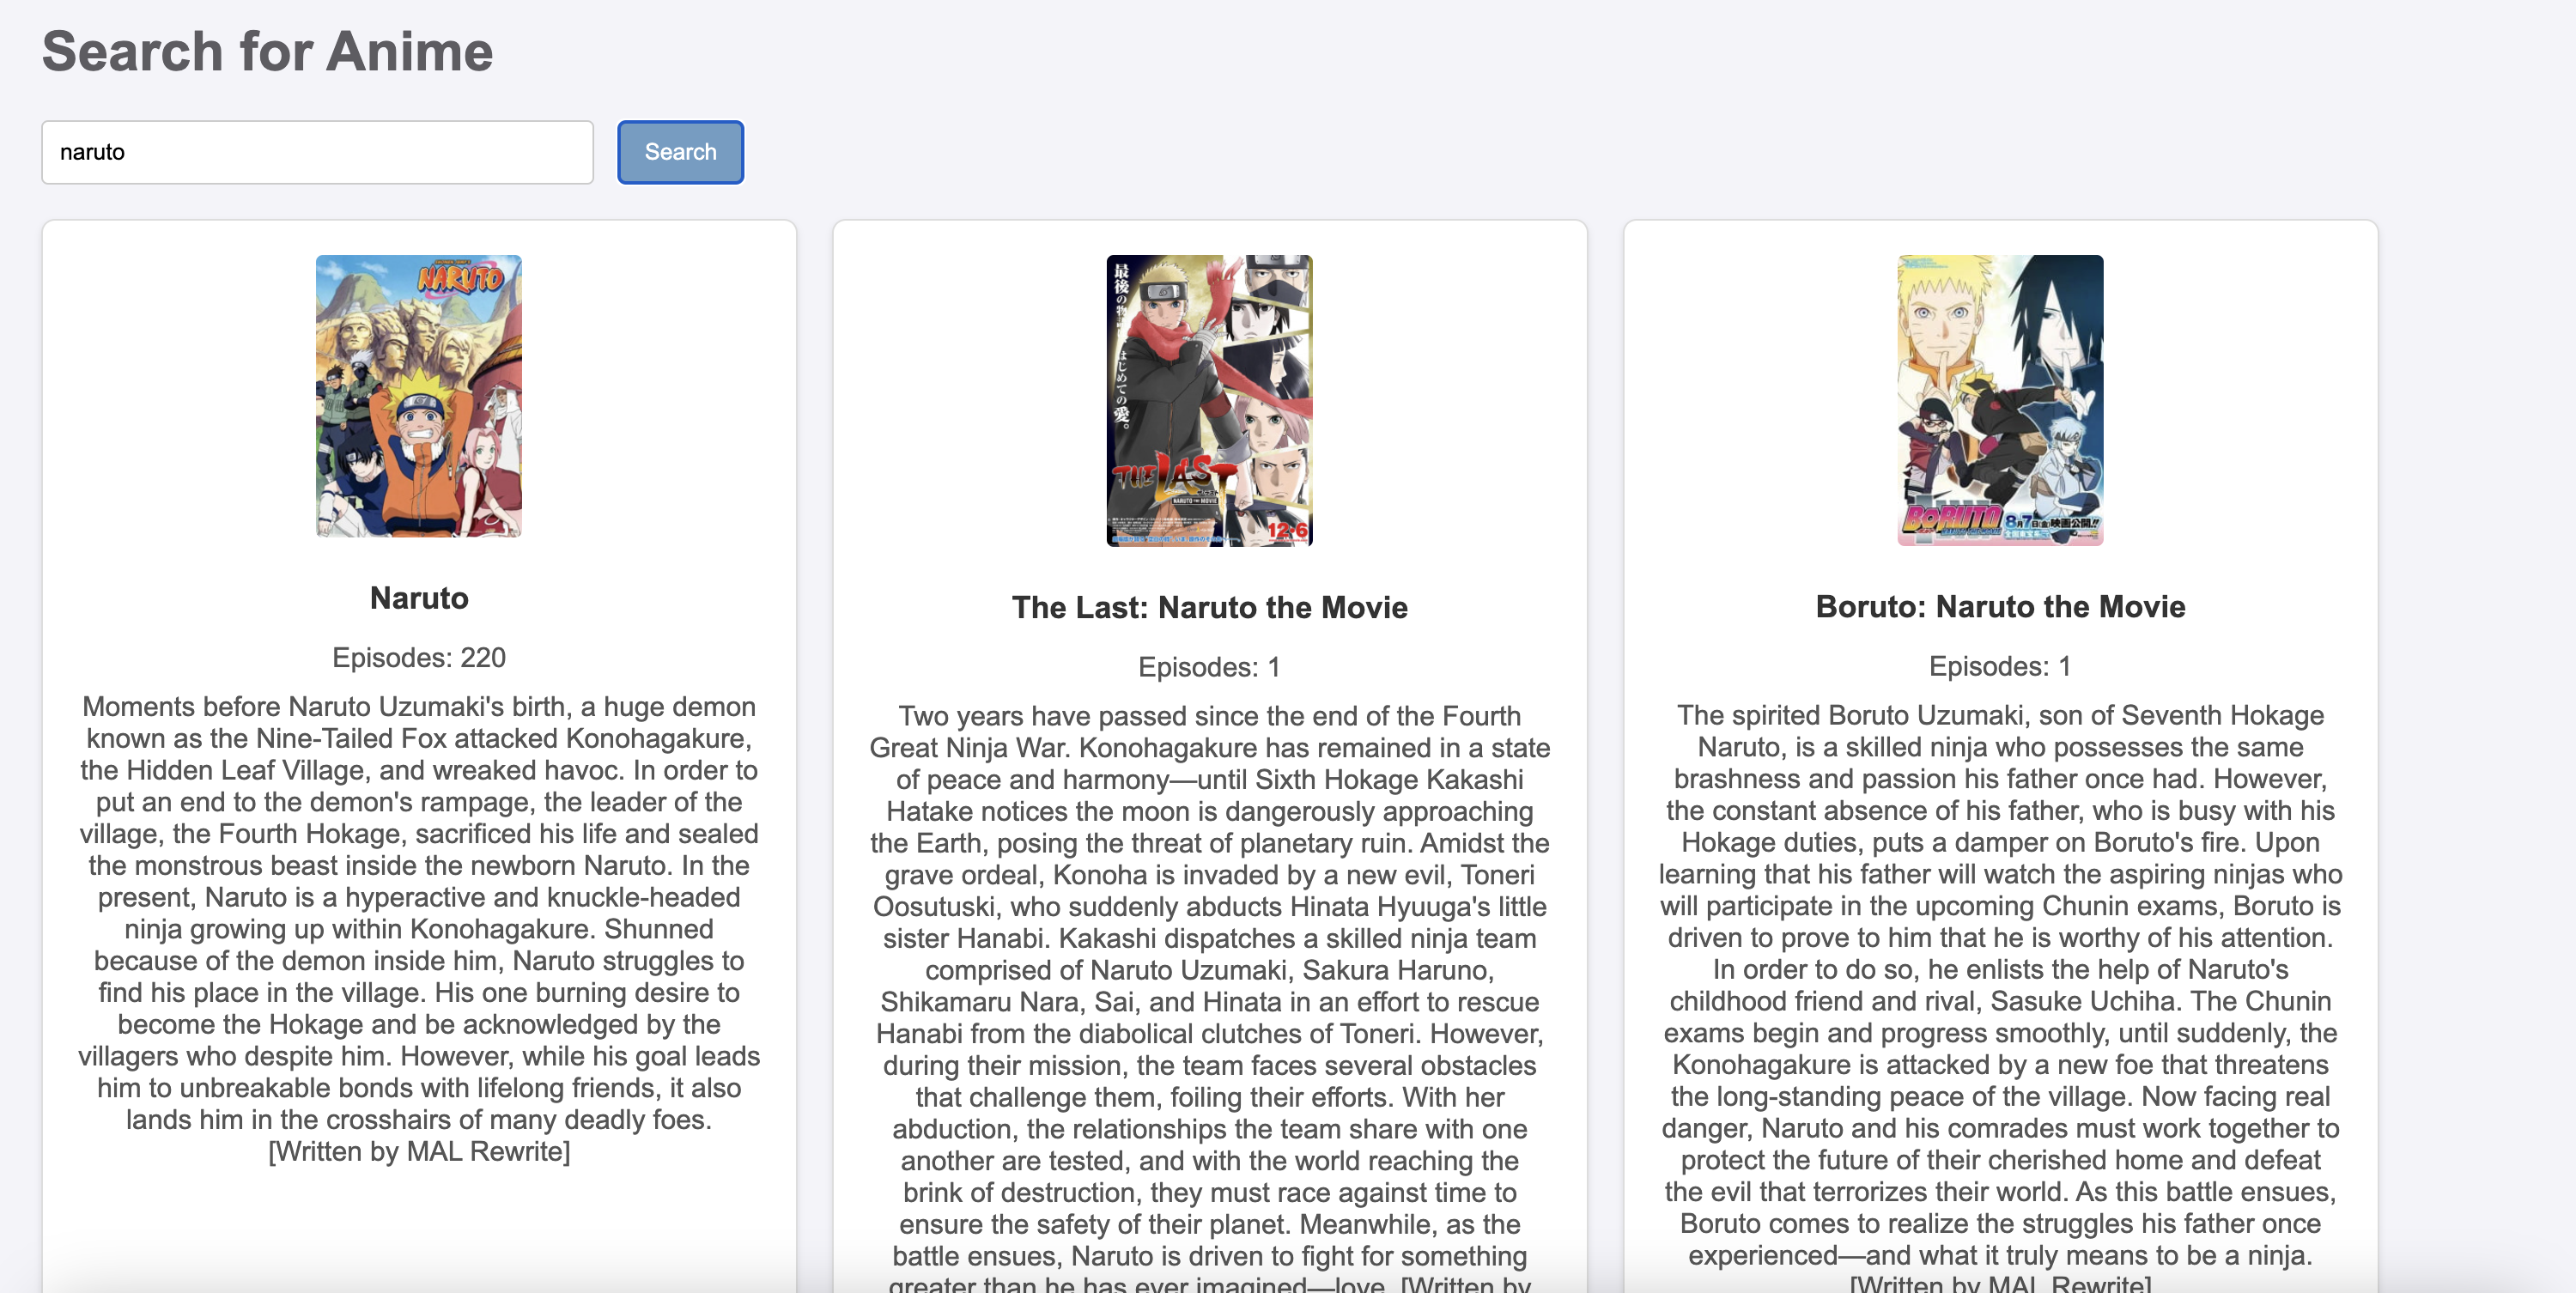 Search for Anime
naruto
Search
NARUTO
最後の物
はじめての愛。
THE LAST
NARUTO THE MOVIE
12.6
BORUTO
8月7日(金)映画公開!!
Naruto
Episodes: 220
Moments before Naruto Uzumaki's birth, a huge demon
known as the Nine-Tailed Fox attacked Konohagakure,
the Hidden Leaf Village, and wreaked havoc. In order to
put an end to the demon's rampage, the leader of the
village, the Fourth Hokage, sacrificed his life and sealed
the monstrous beast inside the newborn Naruto. In the
present, Naruto is a hyperactive and knuckle-headed
ninja growing up within Konohagakure. Shunned
because of the demon inside him, Naruto struggles to
find his place in the village. His one burning desire to
become the Hokage and be acknowledged by the
villagers who despite him. However, while his goal leads
him to unbreakable bonds with lifelong friends, it also
lands him in the crosshairs of many deadly foes.
[Written by MAL Rewrite]
The Last: Naruto the Movie
Episodes: 1
Two years have passed since the end of the Fourth
Great Ninja War. Konohagakure has remained in a state
of peace and harmony—until Sixth Hokage Kakashi
Hatake notices the moon is dangerously approaching
the Earth, posing the threat of planetary ruin. Amidst the
grave ordeal, Konoha is invaded by a new evil, Toneri
Oosutuski, who suddenly abducts Hinata Hyuuga's little
sister Hanabi. Kakashi dispatches a skilled ninja team
comprised of Naruto Uzumaki, Sakura Haruno,
Shikamaru Nara, Sai, and Hinata in an effort to rescue
Hanabi from the diabolical clutches of Toneri. However,
during their mission, the team faces several obstacles
that challenge them, foiling their efforts. With her
abduction, the relationships the team share with one
another are tested, and with the world reaching the
brink of destruction, they must race against time to
ensure the safety of their planet. Meanwhile, as the
battle ensues, Naruto is driven to fight for something
greater than he has ever imagined—love. [Written by
Boruto: Naruto the Movie
Episodes: 1
The spirited Boruto Uzumaki, son of Seventh Hokage
Naruto, is a skilled ninja who possesses the same
brashness and passion his father once had. However,
the constant absence of his father, who is busy with his
Hokage duties, puts a damper on Boruto's fire. Upon
learning that his father will watch the aspiring ninjas who
will participate in the upcoming Chunin exams, Boruto is
driven to prove to him that he is worthy of his attention.
In order to do so, he enlists the help of Naruto's
childhood friend and rival, Sasuke Uchiha. The Chunin
exams begin and progress smoothly, until suddenly, the
Konohagakure is attacked by a new foe that threatens
the long-standing peace of the village. Now facing real
danger, Naruto and his comrades must work together to
protect the future of their cherished home and defeat
the evil that terrorizes their world. As this battle ensues,
Boruto comes to realize the struggles his father once
experienced—and what it truly means to be a ninja.
[Written by MAL Rewrite]